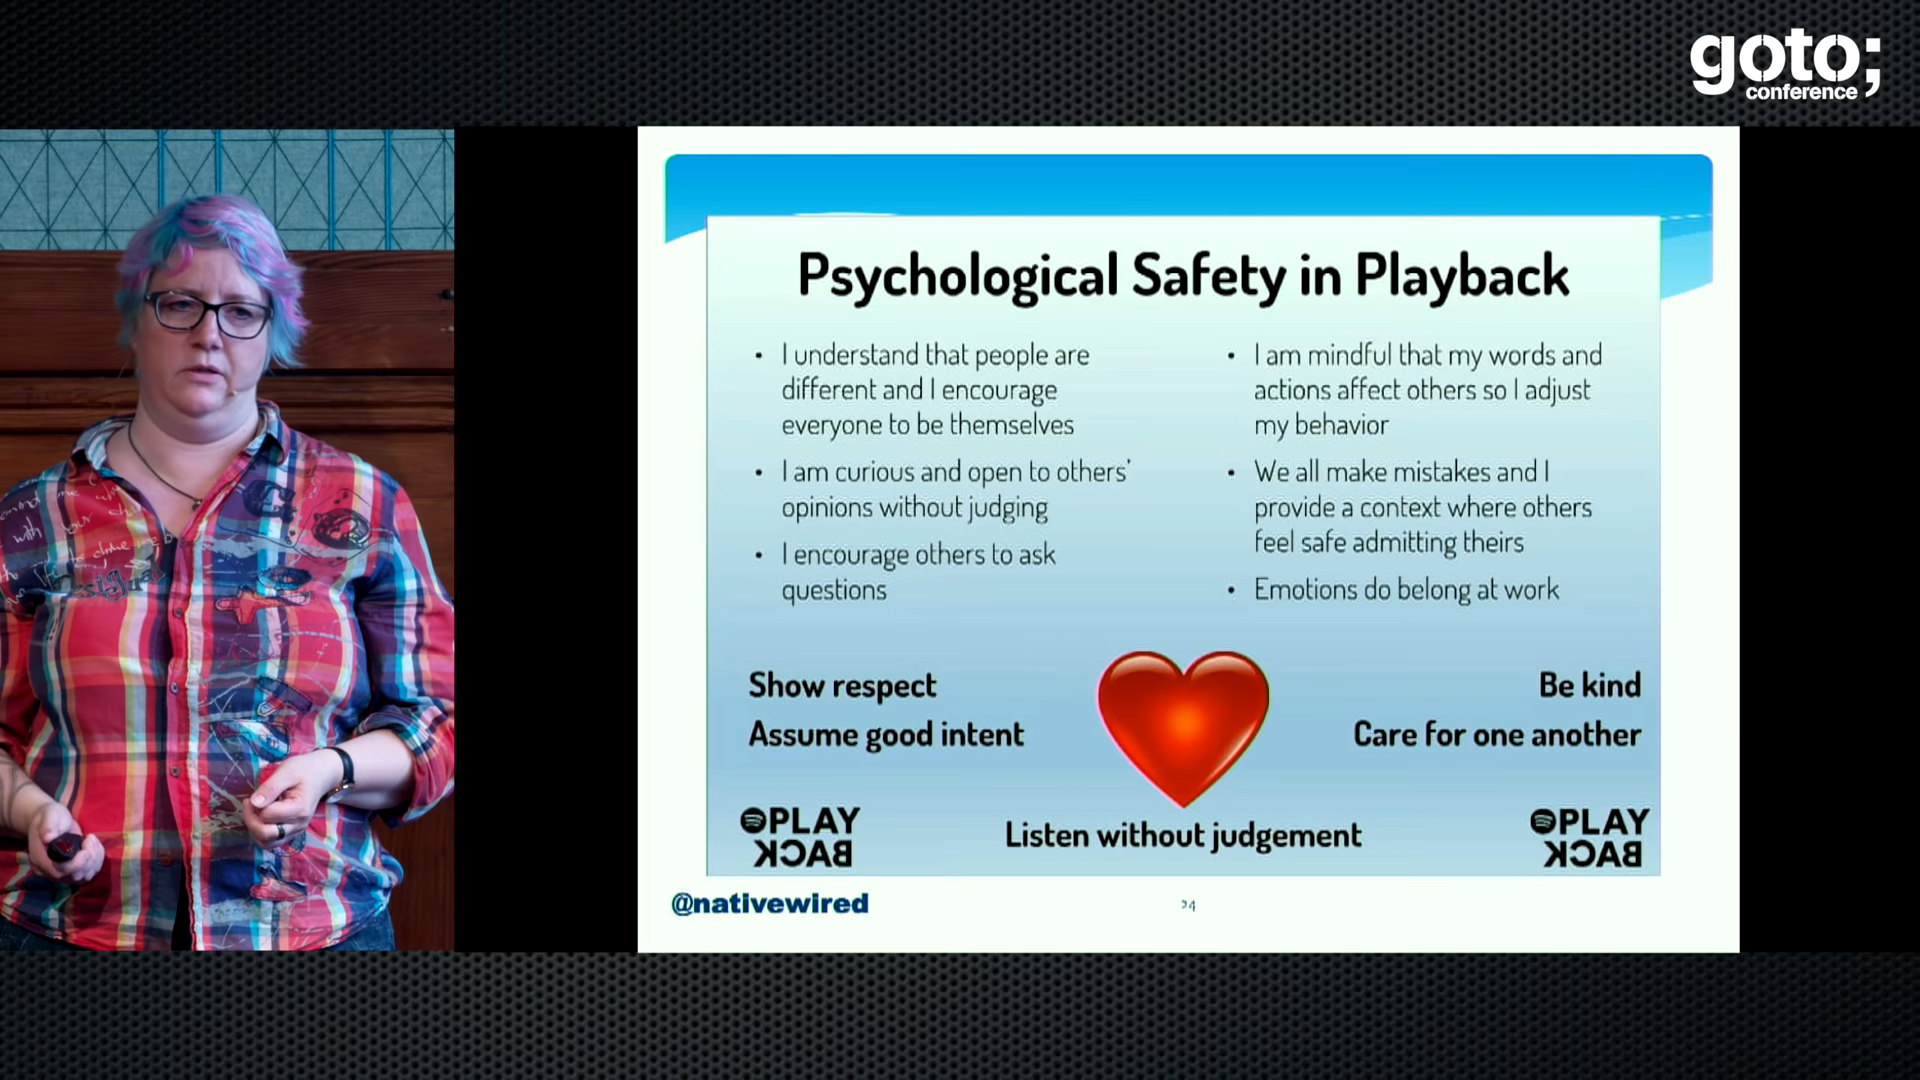 goto;
conference
Psychological Safety in Playback
• I understand that people are
different and I encourage
everyone to be themselves
• I am curious and open to others'
opinions without judging
• I encourage others to ask
questions
• I am mindful that my words and
actions affect others so I adjust
my behavior
• We all make mistakes and I
provide a context where others
feel safe admitting theirs
• Emotions do belong at work
Show respect
Assume good intent
Be kind
Care for one another
Listen without judgement
PLAY
BACK
PLAY
BACK
@nativewired
24
with your
Desigual